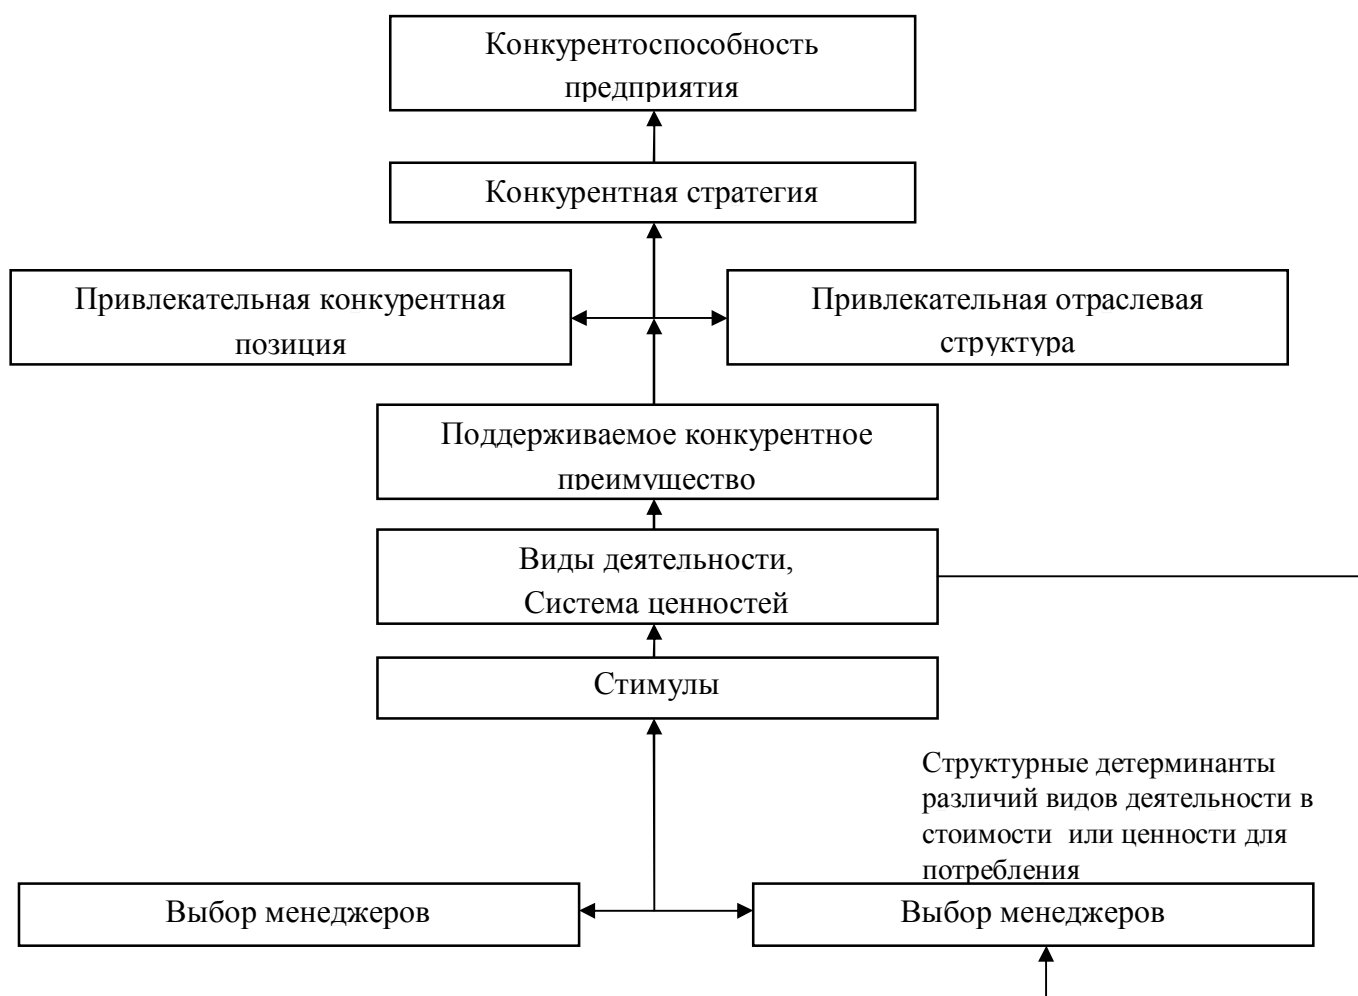 Конкурентоспособность
предприятия
Конкурентная стратегия
Привлекательная конкурентная
позиция
Привлекательная отраслевая
структура
Поддерживаемое конкурентное
преимущество
Виды деятельности,
Система ценностей
Стимулы
Структурные детерминанты
различий видов деятельности в
стоимости  или ценности для
потребления
Выбор менеджеров
Выбор менеджеров